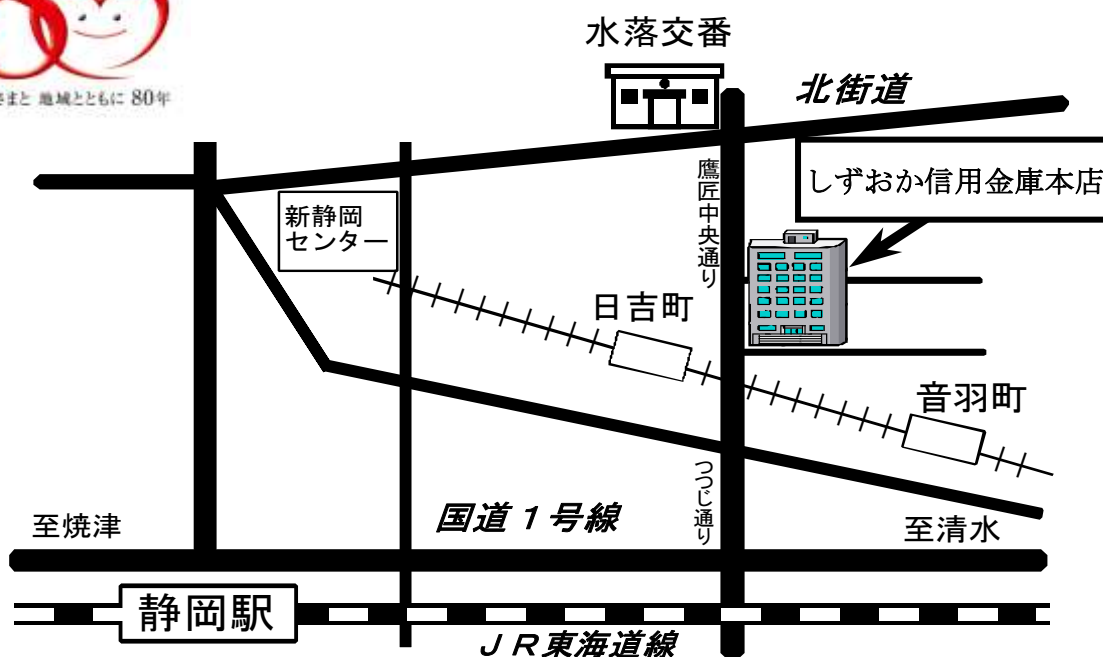 水落交番
さまと 地域とともに 80年
北街道
しずおか信用金庫本店
鷹匠中央通り
新静岡
センター
日吉町
音羽町
つつじ通り
国道1号線
至焼津
至清水
静岡駅
JR東海道線